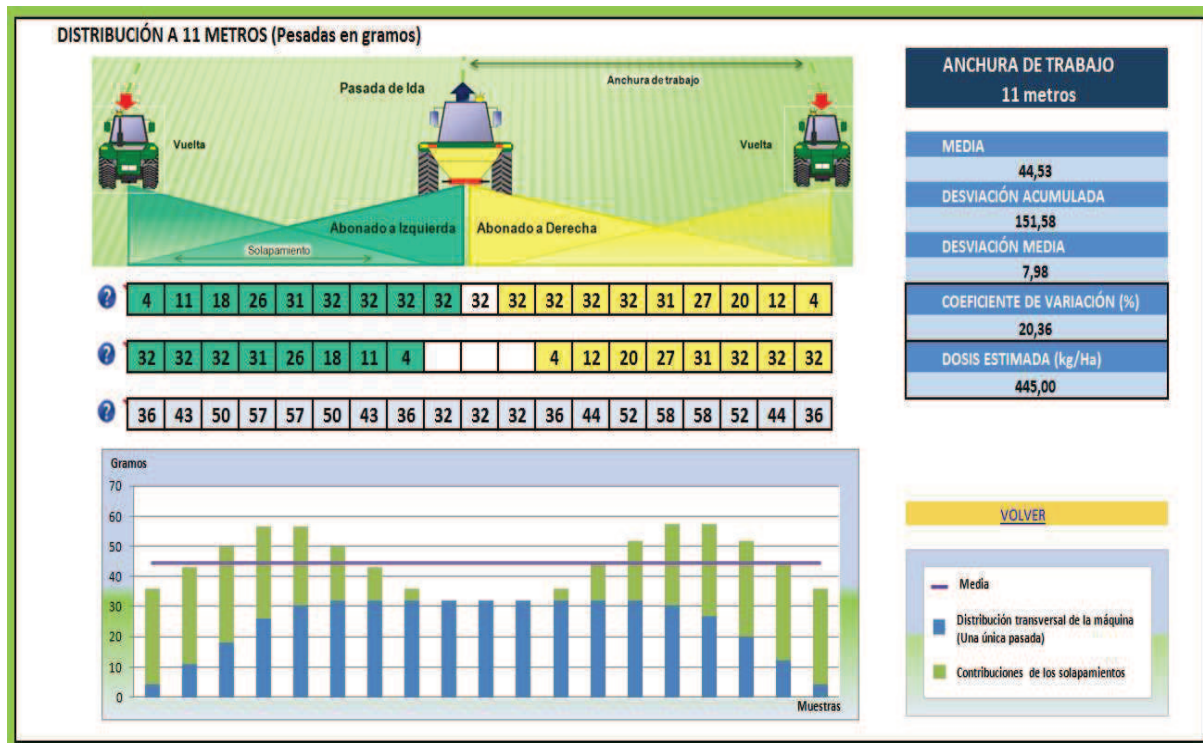 DISTRIBUCIÓN A 11 METROS (Pesadas en gramos)
Pasada de Ida
Anchura de trabajo
Vuelta
Vuelta
Abonado a Izquierda
Abonado a Derecha
Solapamiento
? 4 11 18 26 31 32 32 32 32 32 32 32 32 32 31 27 20 12 4
? 32 32 32 31 26 18 11 4 4 12 20 27 31 32 32 32
? 36 43 50 57 57 50 43 36 32 32 32 36 44 52 58 58 52 44 36
Gramos
70
60
50
40
30
20
10
0
Muestras
ANCHURA DE TRABAJO
11 metros
MEDIA
44,53
DESVIACIÓN ACUMULADA
151,58
DESVIACIÓN MEDIA
7,98
COEFICIENTE DE VARIACIÓN (%)
20,36
DOSIS ESTIMADA (kg/Ha)
445,00
VOLVER
Media
Distribución transversal de la máquina
(Una única pasada)
Contribuciones de los solapamientos